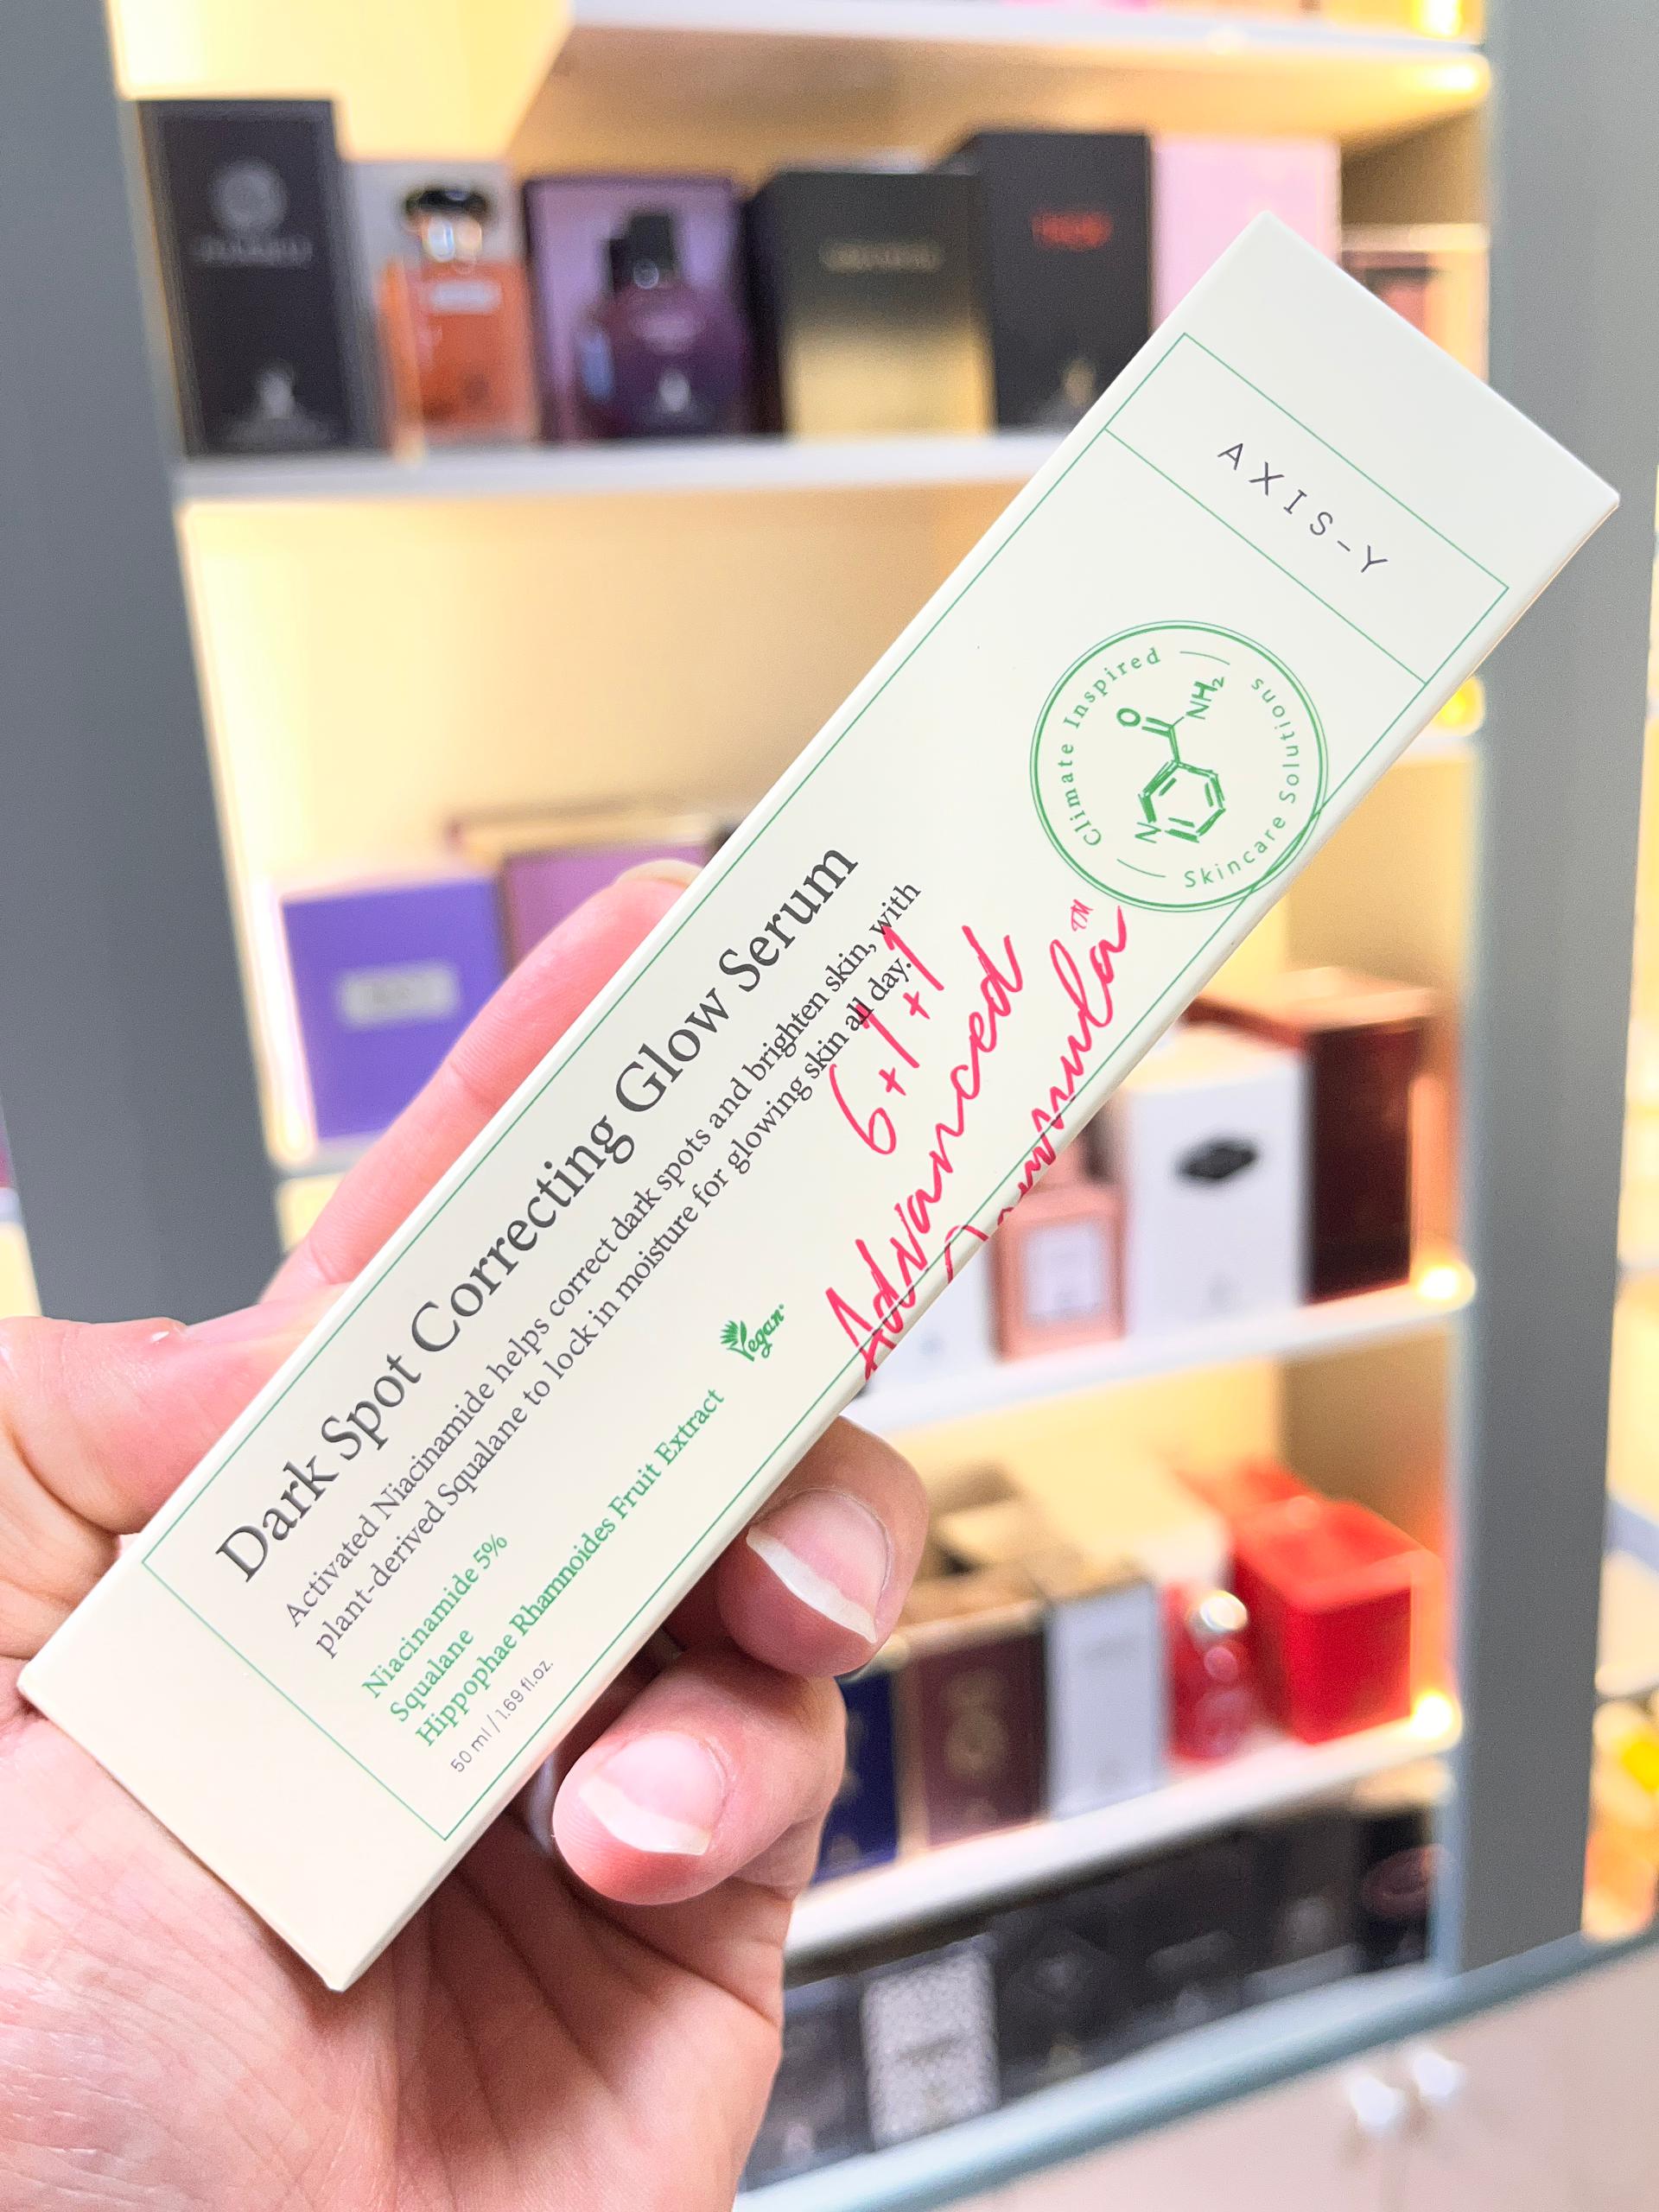 AXIS-Y
Climate Inspired
Skincare Solutions
O
NH₂
N
Dark Spot Correcting Glow Serum
Activated Niacinamide helps correct dark spots and brighten skin, with
plant-derived Squalane to lock in moisture for glowing skin all day.
6+1+1
Advanced
Formula™
Niacinamide 5%
Squalane
Hippophae Rhamnoides Fruit Extract
Vegan
50 ml / 1.69 fl.oz.